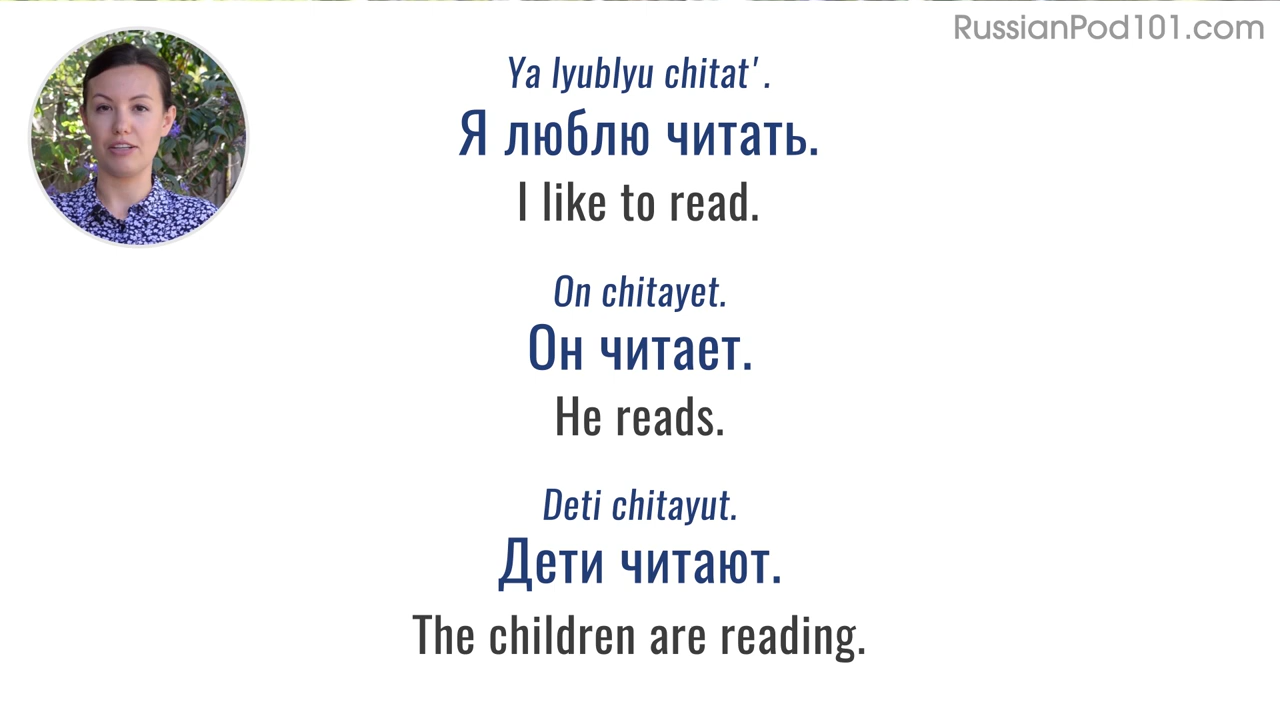 RussianPod101.com
Ya lyublyu chitat'.
Я люблю читать.
I like to read.
On chitayet.
Он читает.
He reads.
Deti chitayut.
Дети читают.
The children are reading.